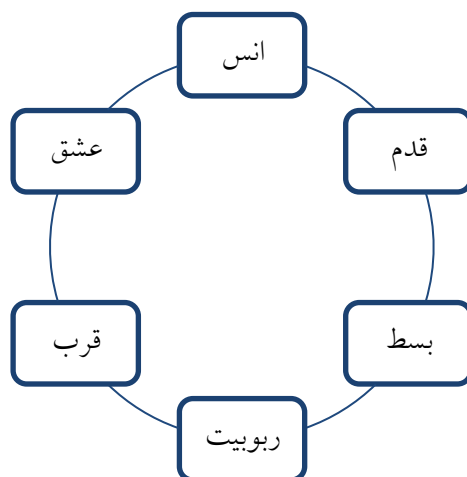 انس
قدم
بسط
ربوبیت
قرب
عشق